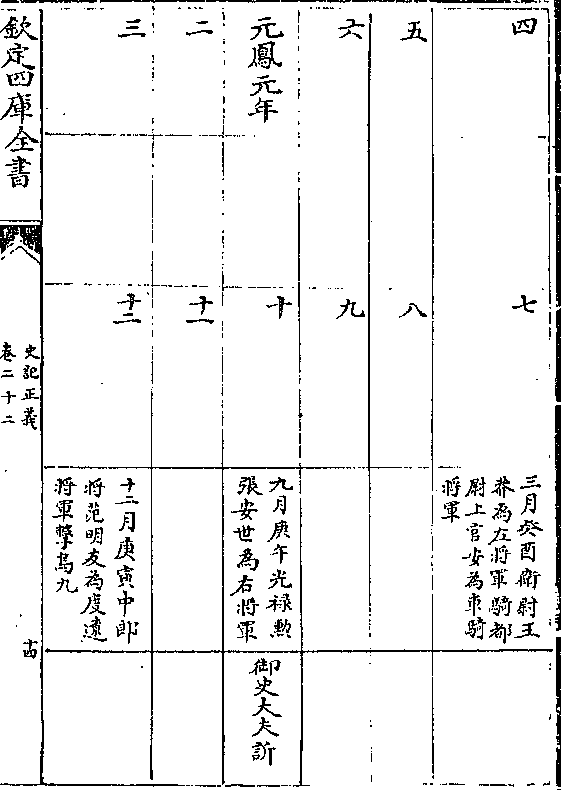 四
七
三月癸酉衛尉王
莽為左將軍騎都
尉上官安為車騎
將軍
五
八
六
九
元鳳元年
十
九月庚午光禄勲
張安世為右將軍
御史大夫訢
二
十一
三
十二
十二月庚寅中郎
將范明友為度遼
將軍擊烏丸
欽定四庫全書
史記正義
卷二十二
十四